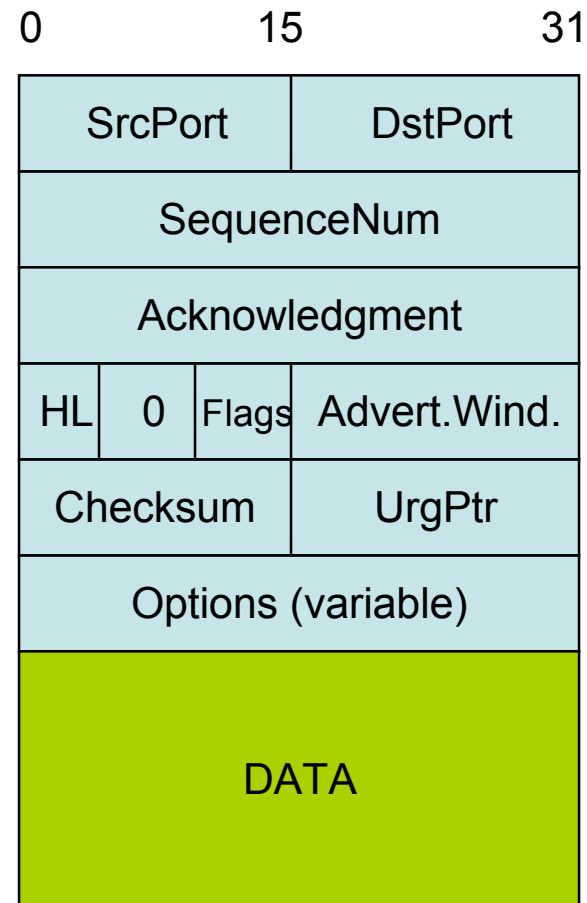 0 15 31
SrcPort DstPort
SequenceNum
Acknowledgment
HL 0 Flags Advert.Wind.
Checksum UrgPtr
Options (variable)
DATA